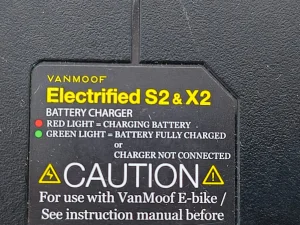 VANMOOF
Electrified S2 & X2
BATTERY CHARGER
RED LIGHT = CHARGING BATTERY
GREEN LIGHT = BATTERY FULLY CHARGED
or
CHARGER NOT CONNECTED
CAUTION
For use with VanMoof E-bike /
See instruction manual before